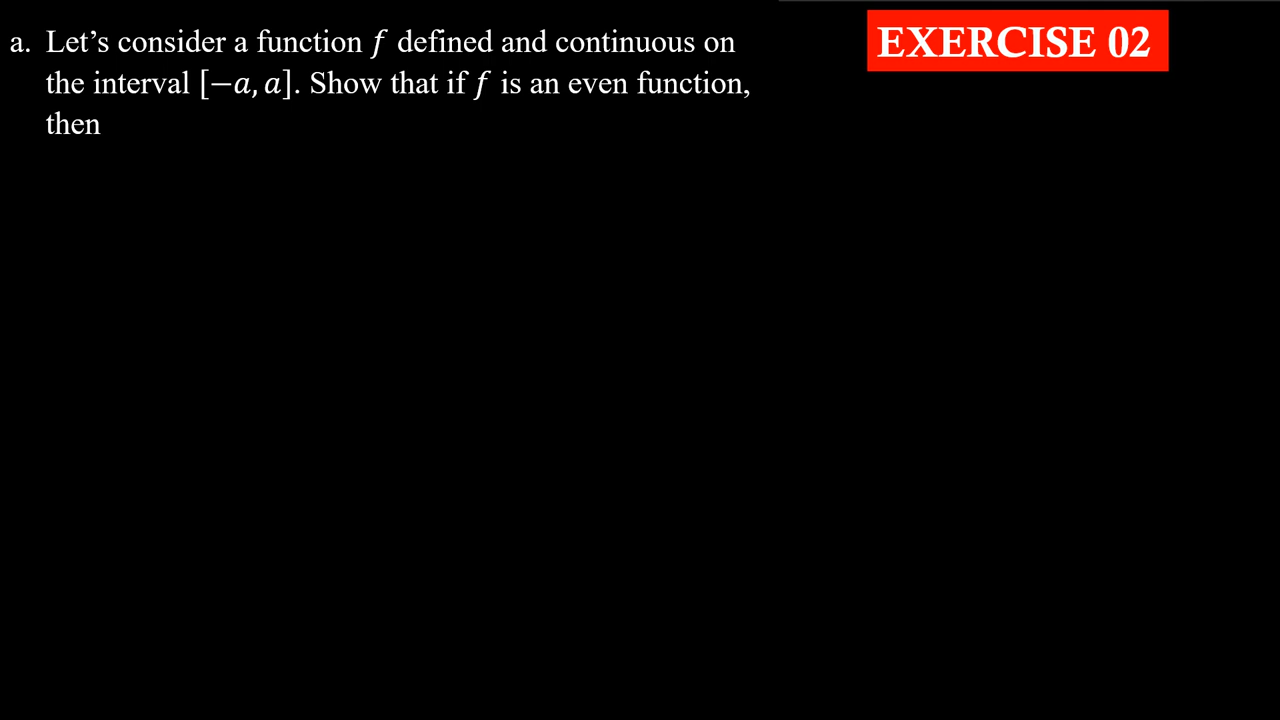 a. Let’s consider a function f defined and continuous on
the interval [−a, a]. Show that if f is an even function,
then
EXERCISE 02